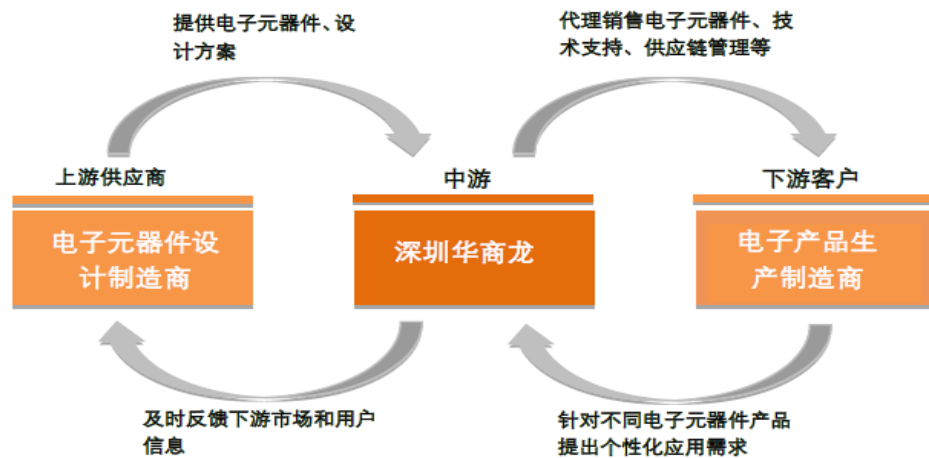 提供电子元器件、设
计方案
代理销售电子元器件、技
术支持、供应链管理等
上游供应商
中游
下游客户
电子元器件设
计制造商
深圳华商龙
电子产品生
产制造商
及时反馈下游市场和用户
信息
针对不同电子元器件产品
提出个性化应用需求